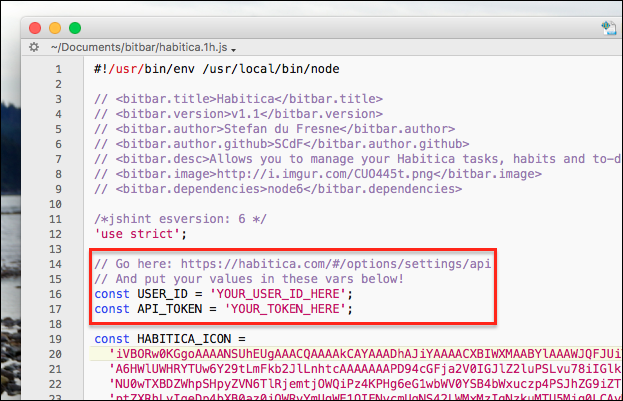 ~/Documents/bitbar/habitica.1h.js
1 #!/usr/bin/env /usr/local/bin/node
2
3 // <bitbar.title>Habitica</bitbar.title>
4 // <bitbar.version>v1.1</bitbar.version>
5 // <bitbar.author>Stefan du Fresne</bitbar.author>
6 // <bitbar.author.github>SCdF</bitbar.author.github>
7 // <bitbar.desc>Allows you to manage your Habitica tasks, habits and to-d
8 // <bitbar.image>http://i.imgur.com/CUO445t.png</bitbar.image>
9 // <bitbar.dependencies>node6</bitbar.dependencies>
10
11 /*jshint esversion: 6 */
12 'use strict';
13
14 // Go here: https://habitica.com/#/options/settings/api
15 // And put your values in these vars below!
16 const USER_ID = 'YOUR_USER_ID_HERE';
17 const API_TOKEN = 'YOUR_TOKEN_HERE';
18
19 const HABITICA_ICON =
20 'iVBORw0KGgoAAAANSUhEUgAAACQAAAAkCAYAAADhAJiYAAAACXBIWXMAABYlAAAWJQFJUi
21 'A6HWlUWHRYTUw6Y29tLmFkb2JlLnhtcAAAAAAAPD94cGFja2V0IGJlZ2luPSLvu78iIGlk
22 'NU0wTXBDZWhpSHpyZVN6TlRjemtjOWQiPz4KPHg6eG1wbWV0YSB4bWxuczp4PSJhZG9iZT
23